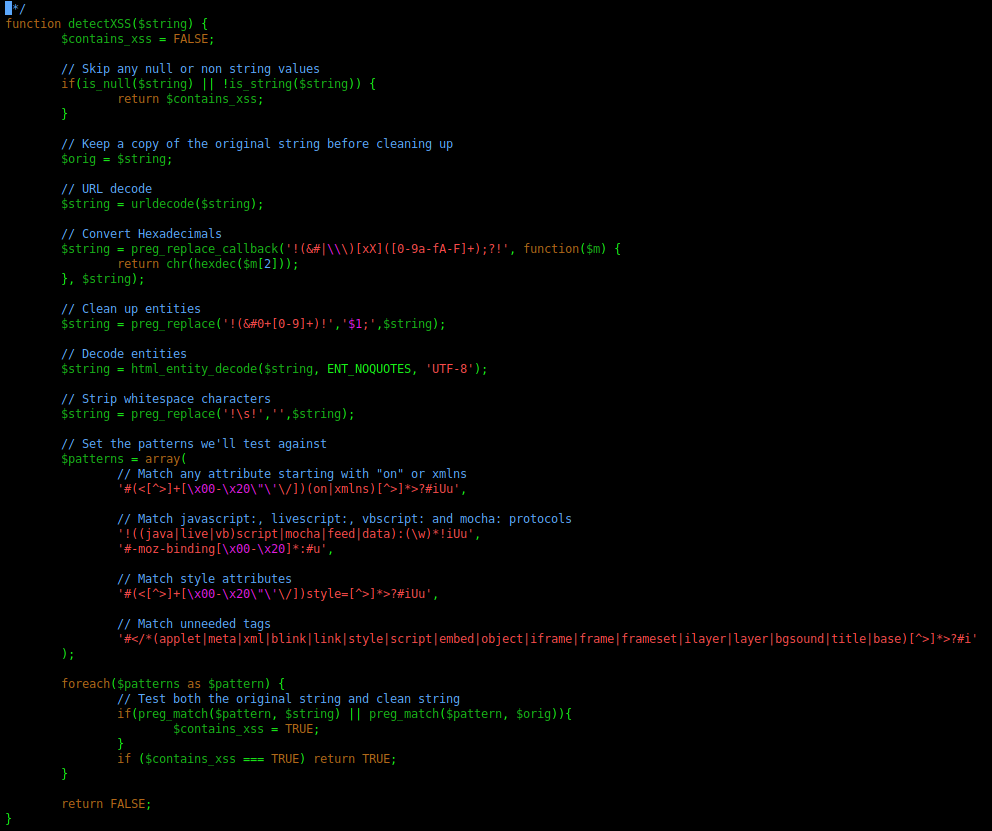 */
function detectXSS($string) {
        $contains_xss = FALSE;

        // Skip any null or non string values
        if(is_null($string) || !is_string($string)) {
                return $contains_xss;
        }

        // Keep a copy of the original string before cleaning up
        $orig = $string;

        // URL decode
        $string = urldecode($string);

        // Convert Hexadecimals
        $string = preg_replace_callback('!(&#|\\\)[xX]([0-9a-fA-F]+);?!', function($m) {
                return chr(hexdec($m[2]));
        }, $string);

        // Clean up entities
        $string = preg_replace('!(&#0+[0-9]+)!','$1;',$string);

        // Decode entities
        $string = html_entity_decode($string, ENT_NOQUOTES, 'UTF-8');

        // Strip whitespace characters
        $string = preg_replace('!\s!','',$string);

        // Set the patterns we'll test against
        $patterns = array(
                // Match any attribute starting with "on" or xmlns
                '#(<[^>]+[\x00-\x20\"\'\/])(on|xmlns)[^>]*>?#iUu',

                // Match javascript:, livescript:, vbscript: and mocha: protocols
                '!((java|live|vb)script|mocha|feed|data):(\w)*!iUu',
                '#-moz-binding[\x00-\x20]*:#u',

                // Match style attributes
                '#(<[^>]+[\x00-\x20\"\'\/])style=[^>]*>?#iUu',

                // Match unneeded tags
                '#</*(applet|meta|xml|blink|link|style|script|embed|object|iframe|frame|frameset|ilayer|layer|bgsound|title|base)[^>]*>?#i'
        );

        foreach($patterns as $pattern) {
                // Test both the original string and clean string
                if(preg_match($pattern, $string) || preg_match($pattern, $orig)){
                        $contains_xss = TRUE;
                }
                if ($contains_xss === TRUE) return TRUE;
        }

        return FALSE;
}